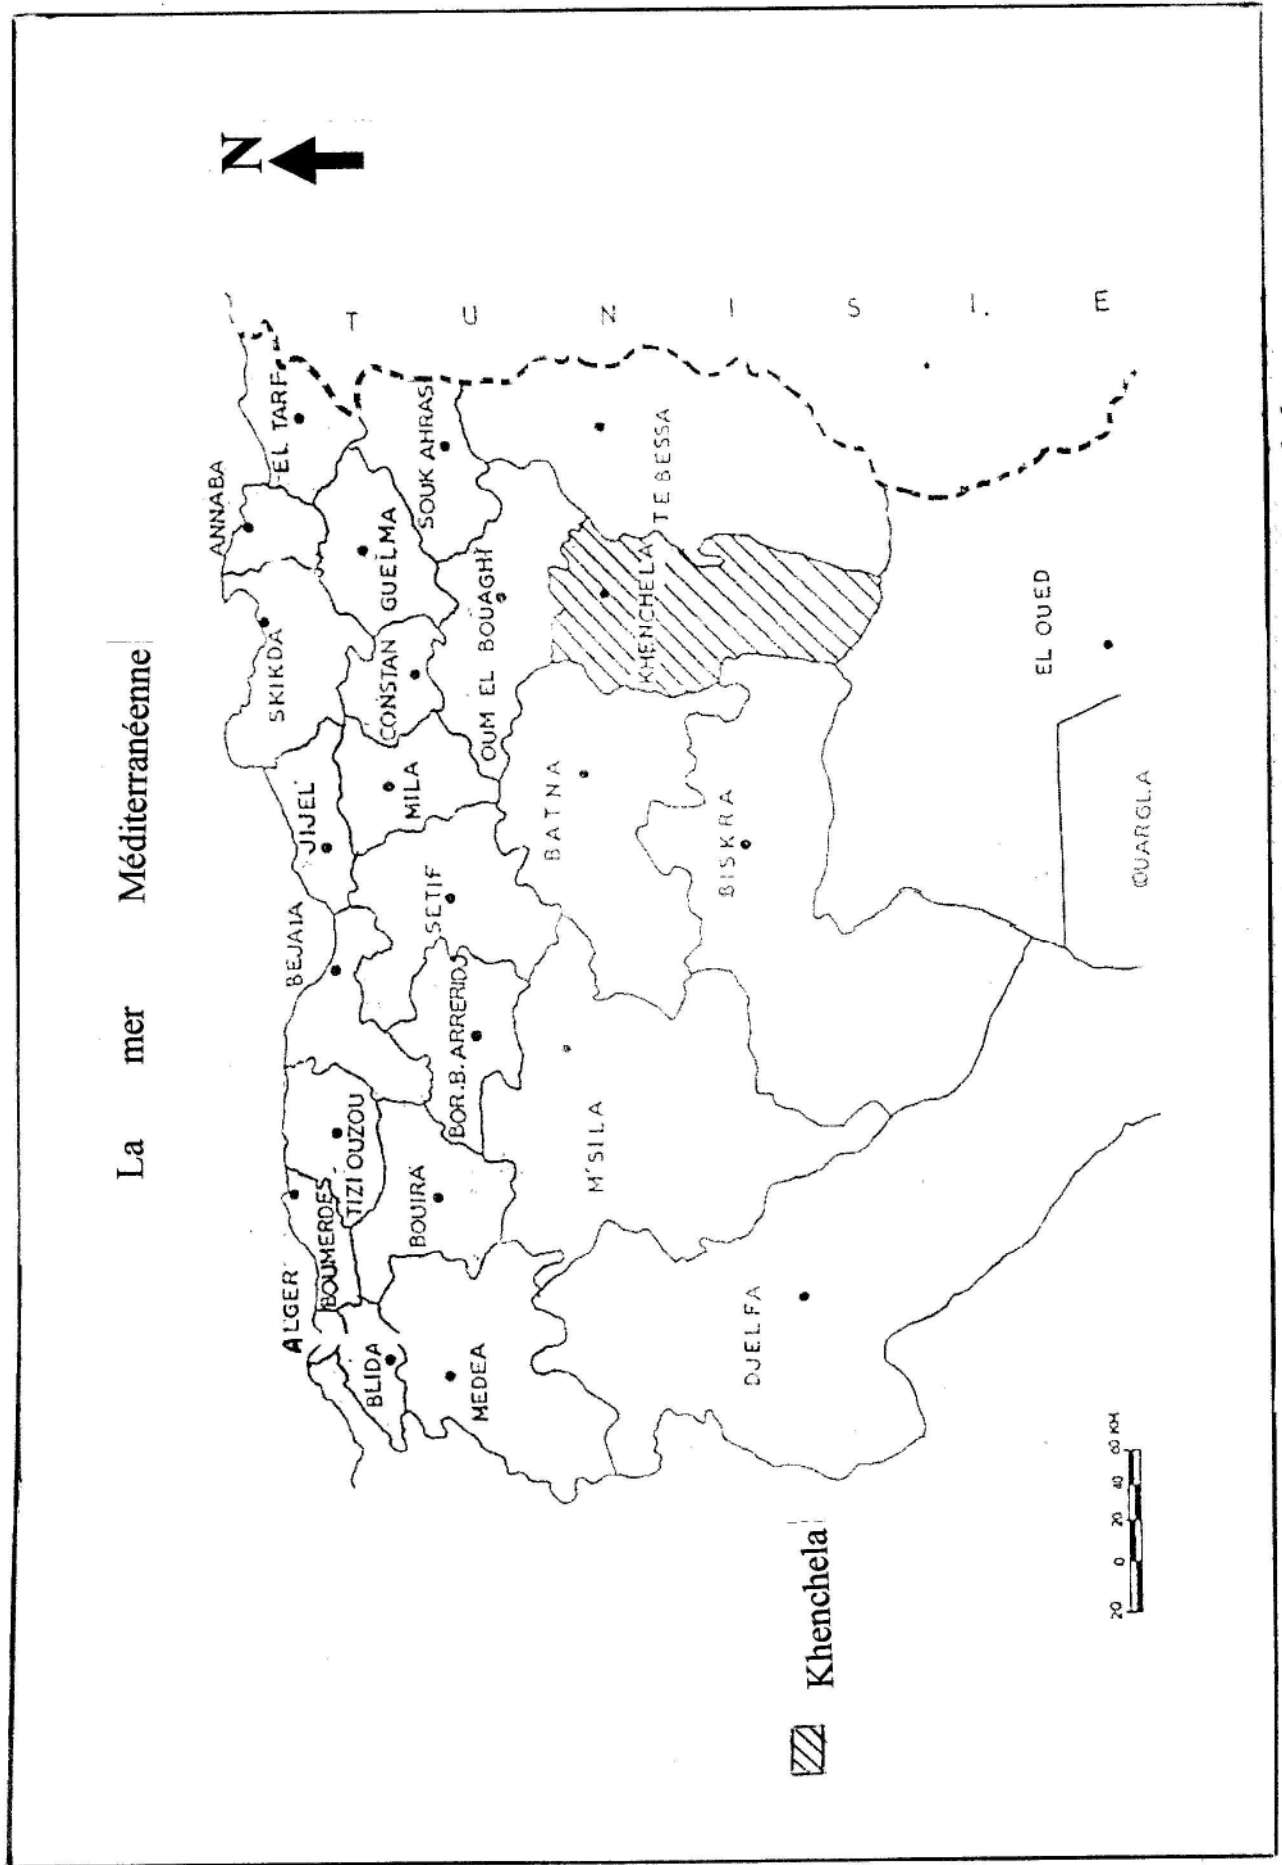 La mer Méditerranéenne
N
ANNABA
EL TARF
SKIKDA
JIJEL
BEJAIA
ALGER
BOUMERDES
TIZI OUZOU
BLIDA
MEDEA
BOUIRA
BOR.B.ARRERIDJ
SETIF
MILA
CONSTAN
GUELMA
SOUK AHRAS
OUM EL BOUAGHI
KHENCHELA
TEBESSA
BATNA
BISKRA
M'SILA
DJELFA
EL OUED
OUARGLA
T U N I S I. E
Khenchela
20 0 20 40 60 KM